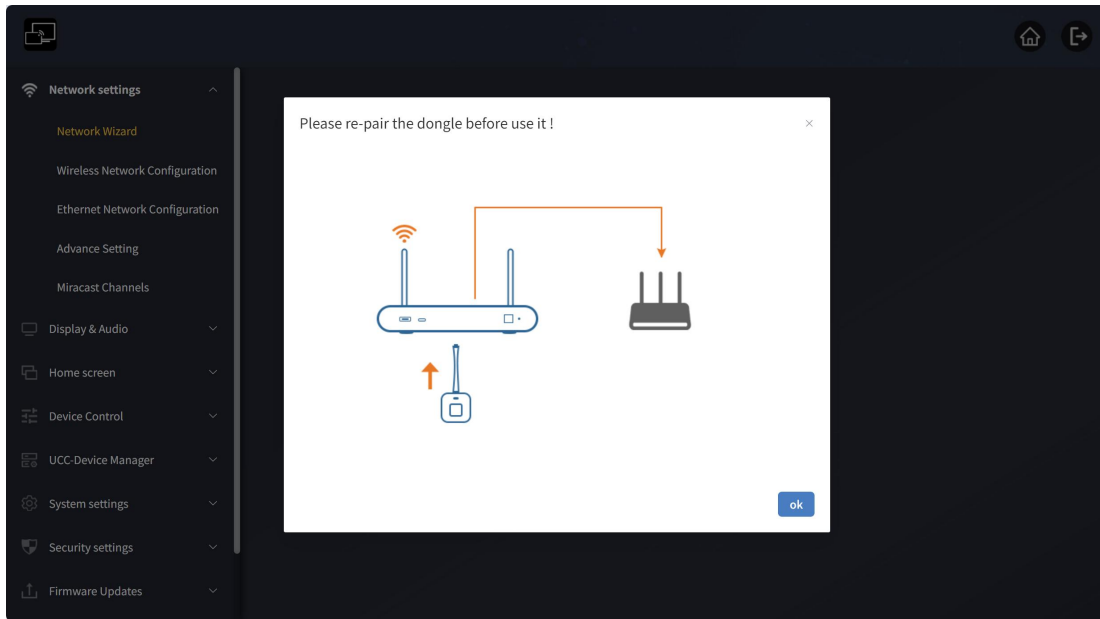 Network settings
Network Wizard
Wireless Network Configuration
Ethernet Network Configuration
Advance Setting
Miracast Channels
Display & Audio
Home screen
Device Control
UCC-Device Manager
System settings
Security settings
Firmware Updates
Please re-pair the dongle before use it !
ok